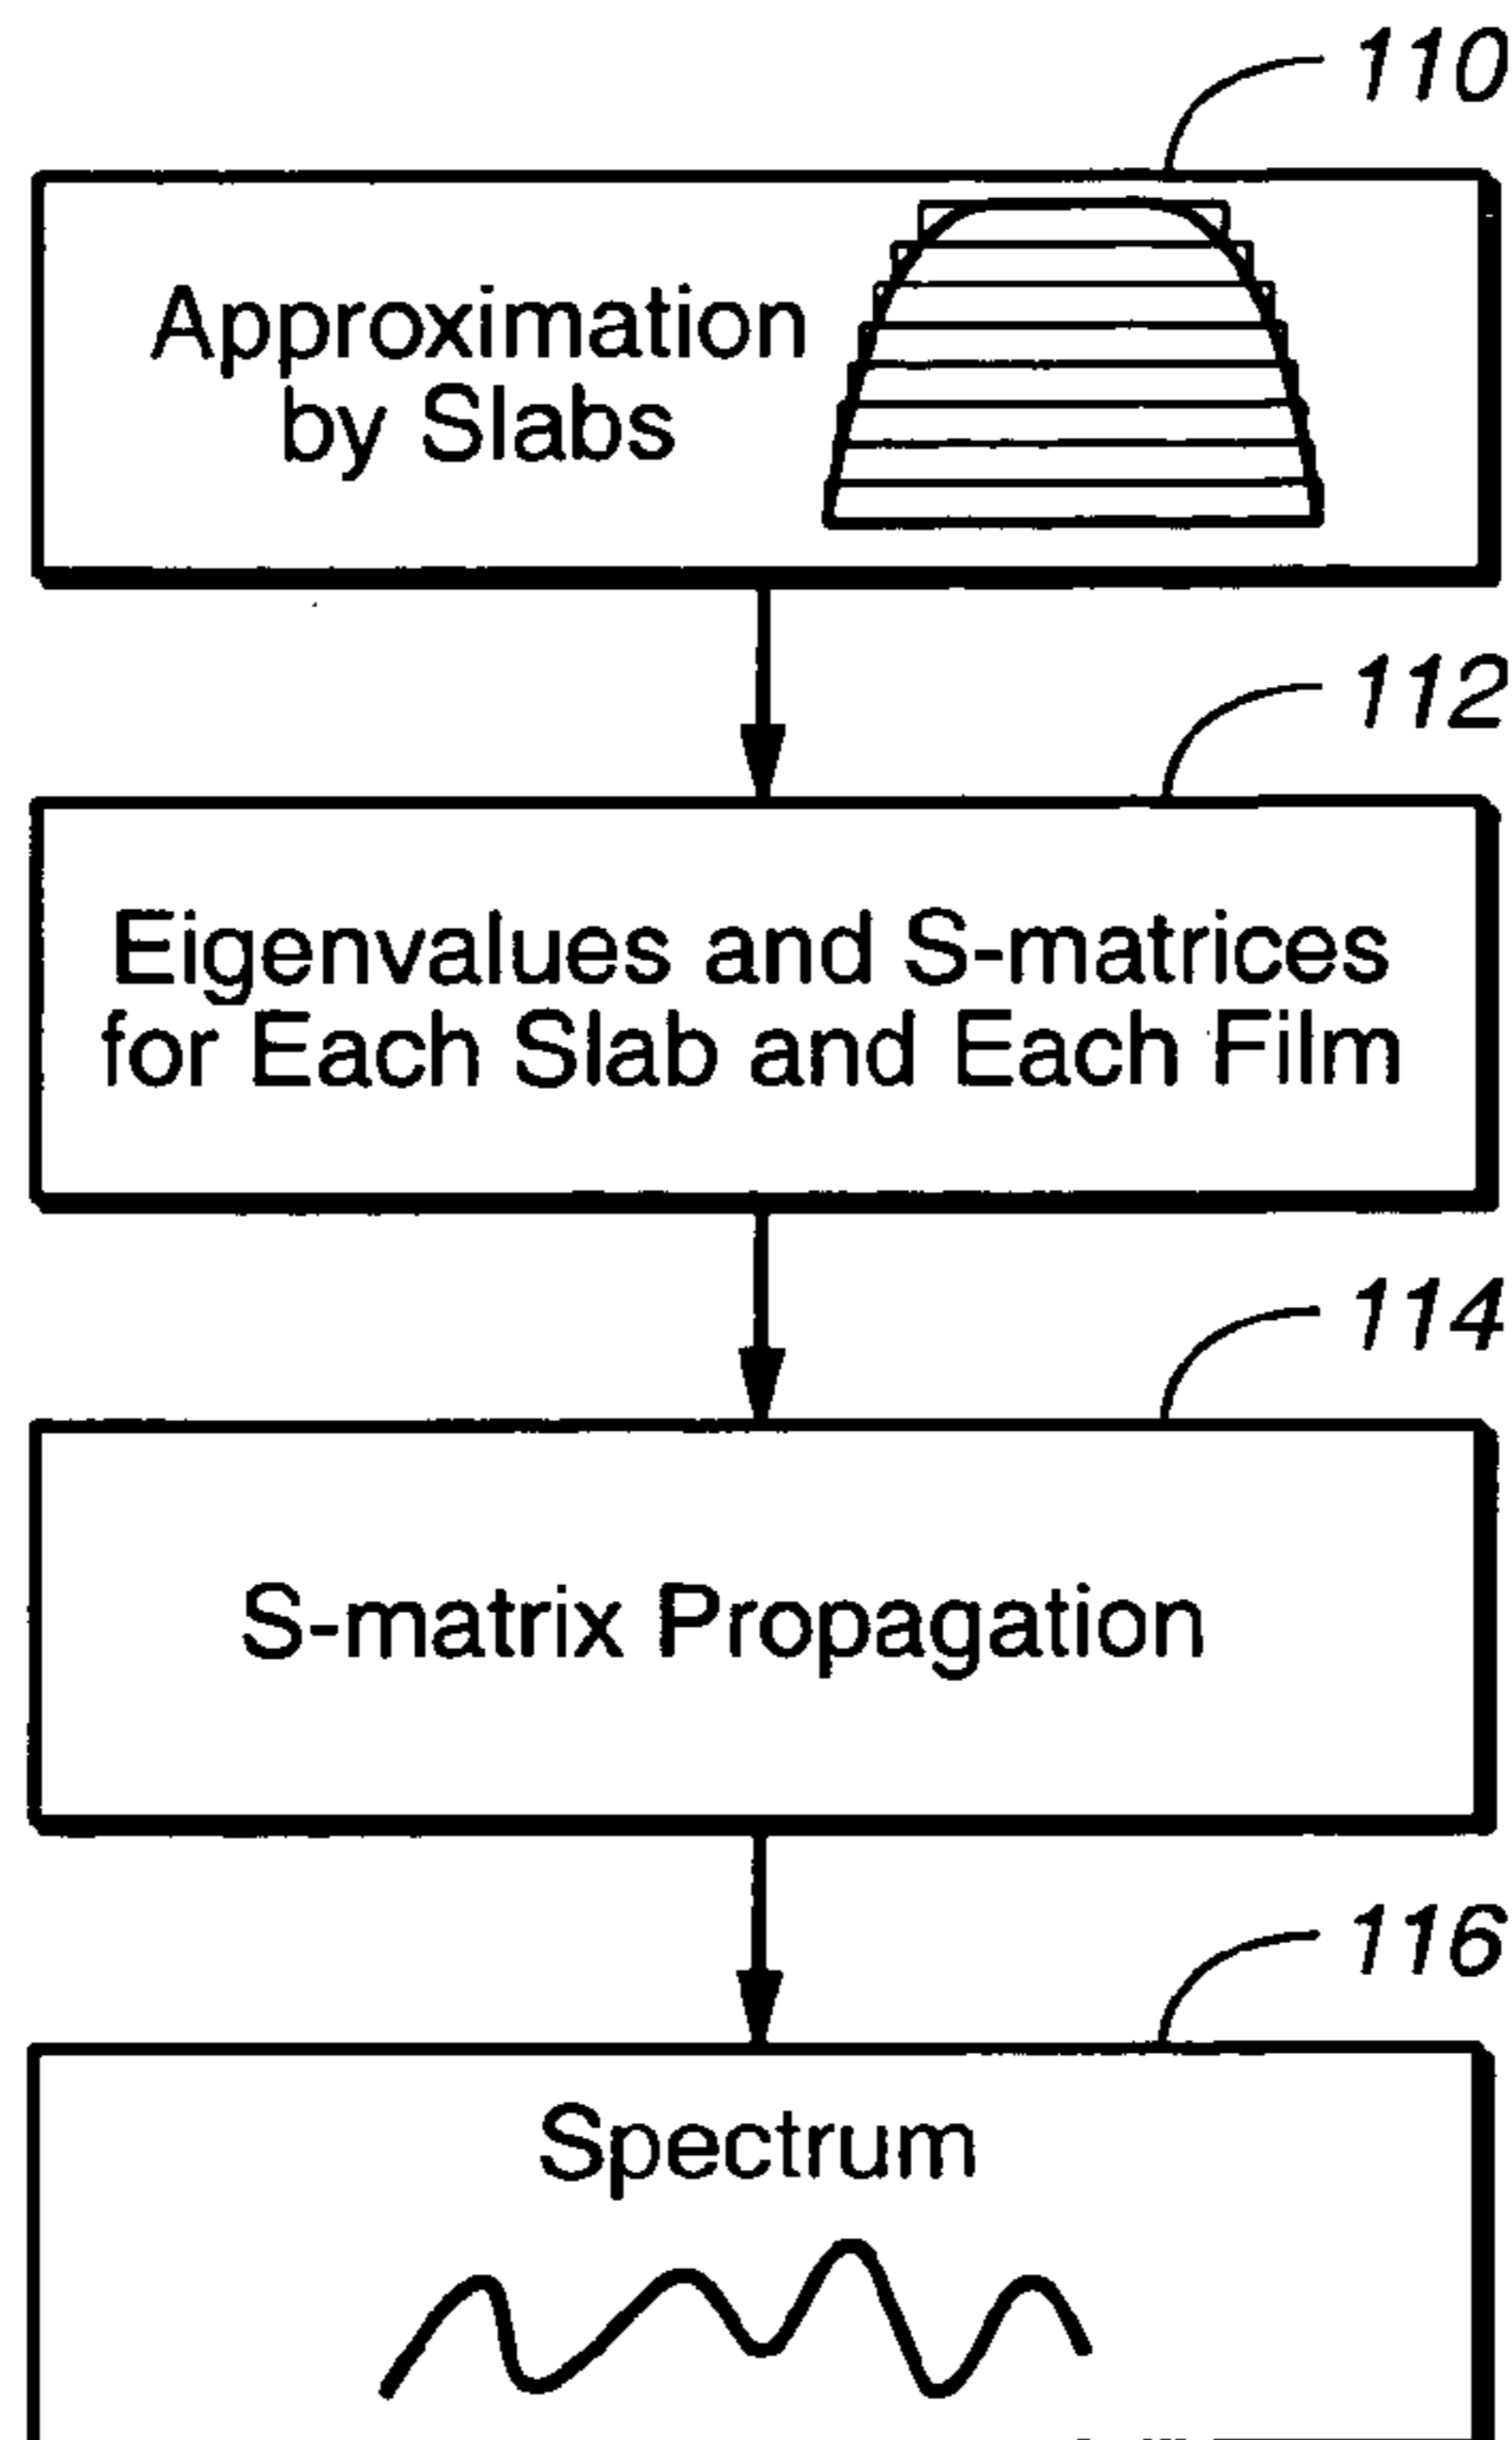 110
Approximation
by Slabs
112
Eigenvalues and S-matrices
for Each Slab and Each Film
114
S-matrix Propagation
116
Spectrum